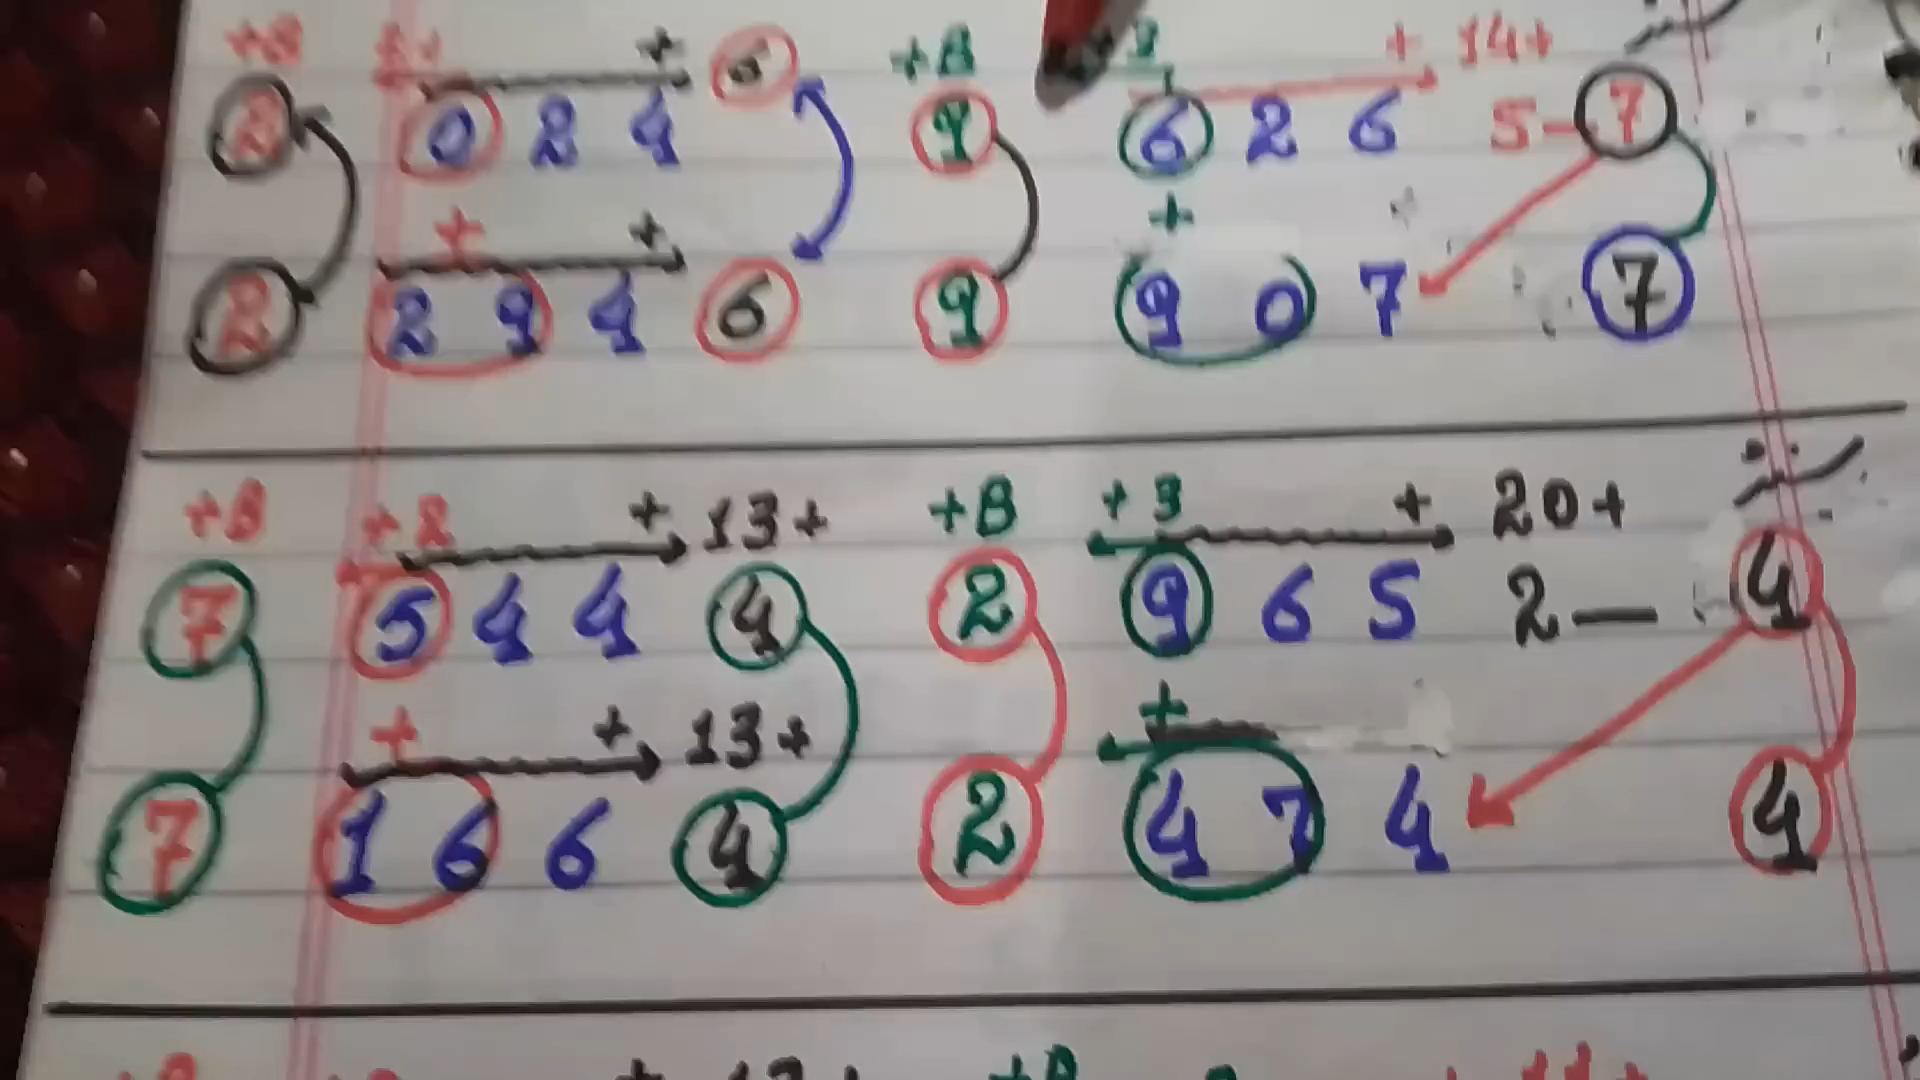 +8 + 6 +8 + 14+
2 0 2 4 9 6 2 6 5-7
+ + +
2 2 9 4 6 9 9 0 7 7
+8 +2 + 13+ +8 +3 + 20+
7 5 4 4 4 2 9 6 5 2— 4
+ + 13+ +
7 1 6 6 4 2 4 7 4 4